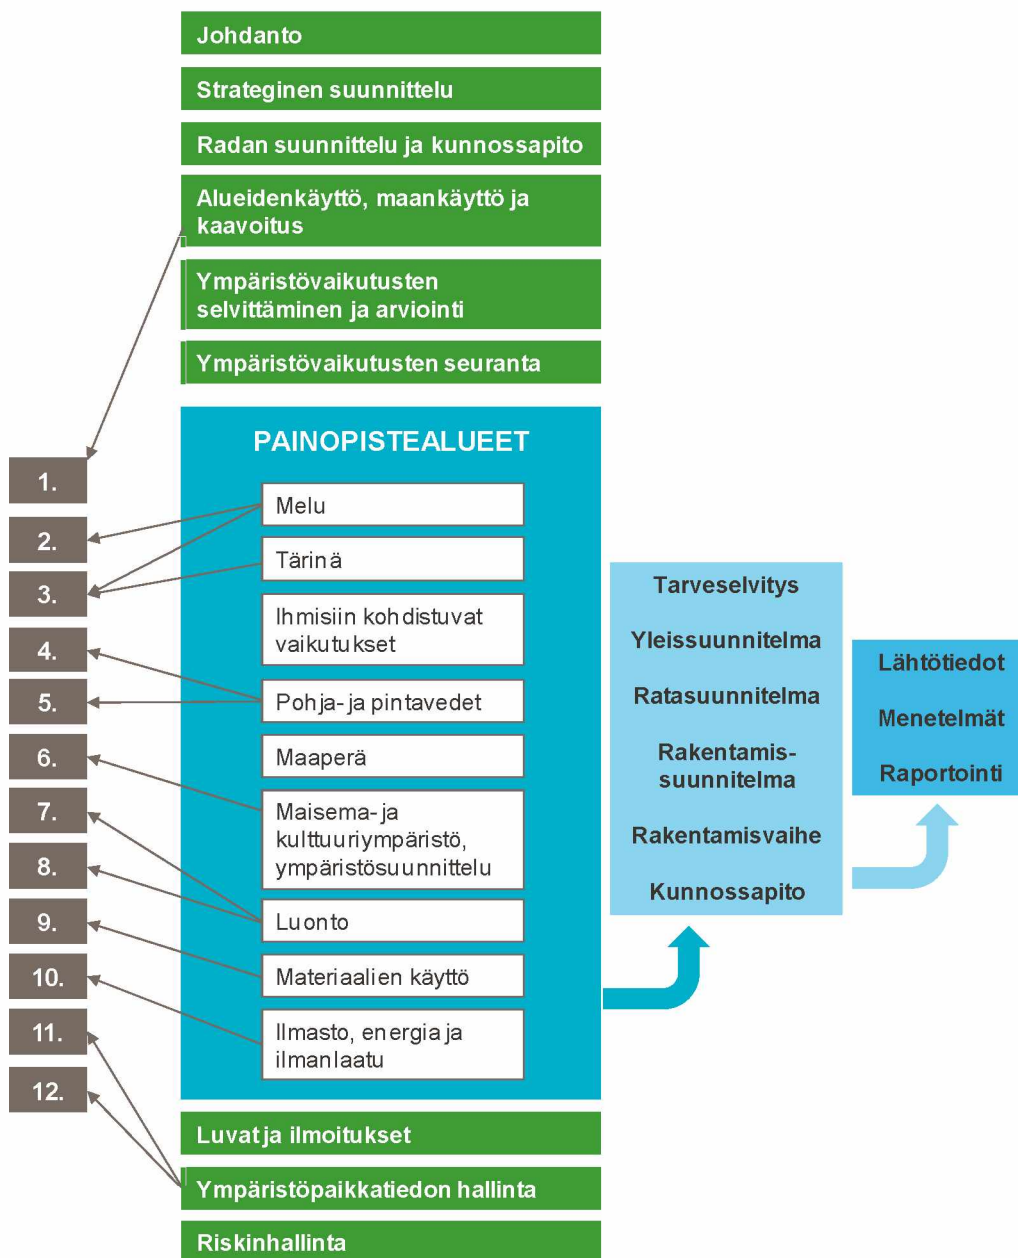 Johdanto
Strateginen suunnittelu
Radan suunnittelu ja kunnossapito
Alueidenkäyttö, maankäyttö ja
kaavoitus
Ympäristövaikutusten
selvittäminen ja arviointi
Ympäristövaikutusten seuranta
PAINOPISTEALUEET
Melu
Tärinä
Ihmisiin kohdistuvat
vaikutukset
Pohja- ja pintavedet
Maaperä
Maisema- ja
kulttuuriympäristö,
ympäristösuunnittelu
Luonto
Materiaalien käyttö
Ilmasto, energia ja
ilmanlaatu
1.
2.
3.
4.
5.
6.
7.
8.
9.
10.
11.
12.
Tarveselvitys
Yleissuunnitelma
Ratasuunnitelma
Rakentamis-
suunnitelma
Rakentamisvaihe
Kunnossapito
Lähtötiedot
Menetelmät
Raportointi
Luvat ja ilmoitukset
Ympäristöpaikkatiedon hallinta
Riskinhallinta